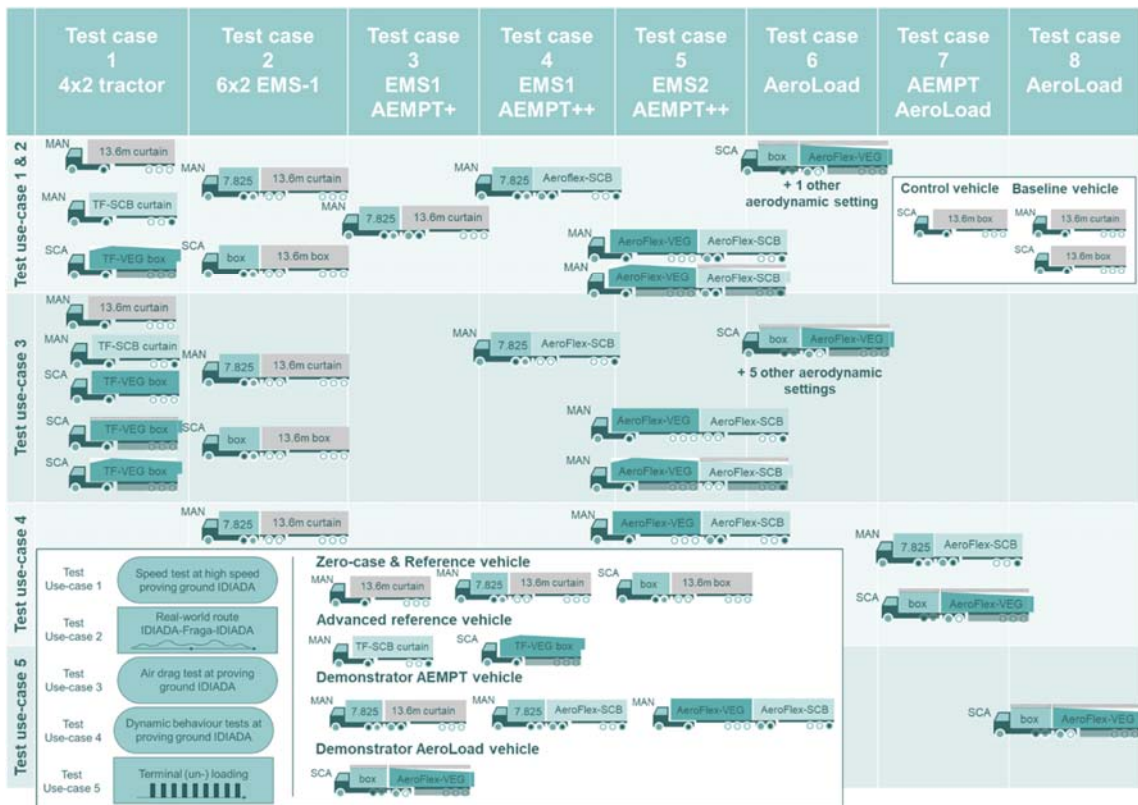 Test case
1
4x2 tractor
Test case
2
6x2 EMS-1
Test case
3
EMS1
AEMPT+
Test case
4
EMS1
AEMPT++
Test case
5
EMS2
AEMPT++
Test case
6
AeroLoad
Test case
7
AEMPT
AeroLoad
Test case
8
AeroLoad
Test use-case 1 & 2
MAN
13.6m curtain
MAN
TF-SCB curtain
SCA
TF-VEG box
MAN
7.825 13.6m curtain
SCA
box 13.6m box
MAN
7.825 13.6m curtain
MAN
7.825 Aeroflex-SCB
MAN
AeroFlex-VEG AeroFlex-SCB
MAN
AeroFlex-VEG AeroFlex-SCB
SCA
box AeroFlex-VEG
+ 1 other
aerodynamic setting
Control vehicle
SCA
13.6m box
Baseline vehicle
MAN
13.6m curtain
SCA
13.6m box
Test use-case 3
MAN
13.6m curtain
MAN
TF-SCB curtain
SCA
TF-VEG box
SCA
TF-VEG box
SCA
TF-VEG box
MAN
7.825 13.6m curtain
SCA
box 13.6m box
MAN
7.825 AeroFlex-SCB
MAN
AeroFlex-VEG AeroFlex-SCB
MAN
AeroFlex-VEG AeroFlex-SCB
SCA
box AeroFlex-VEG
+ 5 other aerodynamic
settings
Test use-case 4
MAN
7.825 13.6m curtain
MAN
AeroFlex-VEG AeroFlex-SCB
MAN
7.825 AeroFlex-SCB
SCA
box AeroFlex-VEG
Test use-case 5
SCA
box AeroFlex-VEG
Test
Use-case 1
Speed test at high speed
proving ground IDIADA
Test
Use-case 2
Real-world route
IDIADA-Fraga-IDIADA
Test
Use-case 3
Air drag test at proving
ground IDIADA
Test
Use-case 4
Dynamic behaviour tests at
proving ground IDIADA
Test
Use-case 5
Terminal (un-) loading
Zero-case & Reference vehicle
MAN
13.6m curtain
MAN
7.825 13.6m curtain
SCA
box 13.6m box
Advanced reference vehicle
MAN
TF-SCB curtain
SCA
TF-VEG box
Demonstrator AEMPT vehicle
MAN
7.825 13.6m curtain
MAN
7.825 AeroFlex-SCB
MAN
AeroFlex-VEG AeroFlex-SCB
Demonstrator AeroLoad vehicle
SCA
box AeroFlex-VEG